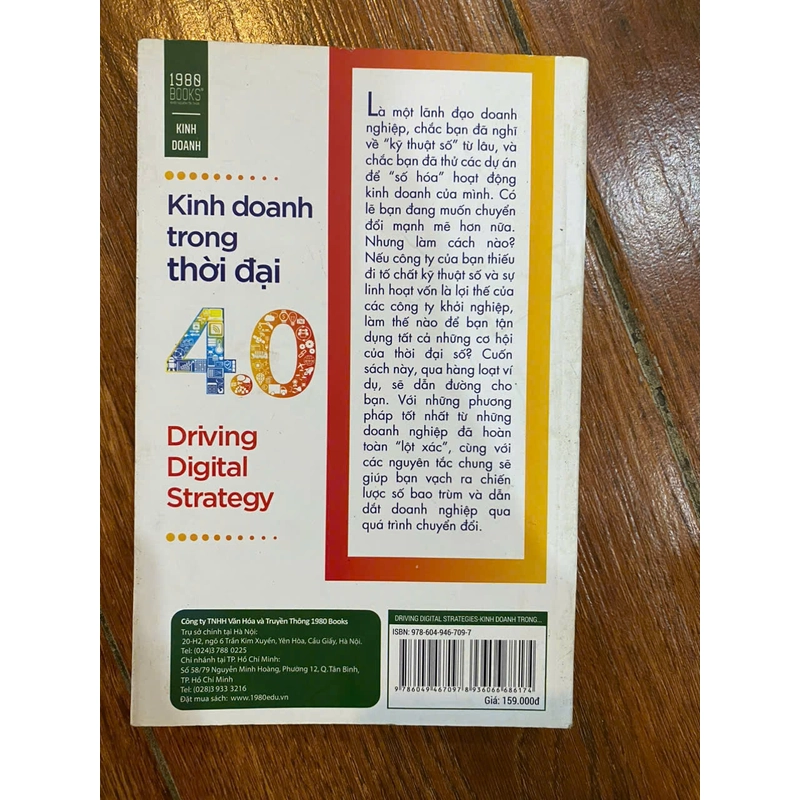 1980
BOOKS
KINH
DOANH
Kinh doanh
trong
thời đại
4.0
Driving
Digital
Strategy
Là một lãnh đạo doanh
nghiệp, chắc bạn đã nghĩ
về "kỹ thuật số" từ lâu, và
chắc bạn đã thử các dự án
để "số hóa" hoạt động
kinh doanh của mình. Có
lẽ bạn đang muốn chuyển
đổi mạnh mẽ hơn nữa.
Nhưng làm cách nào?
Nếu công ty của bạn thiếu
đi tố chất kỹ thuật số và sự
linh hoạt vốn là lợi thế của
các công ty khởi nghiệp,
làm thế nào để bạn tận
dụng tất cả những cơ hội
của thời đại số? Cuốn
sách này, qua hàng loạt ví
dụ, sẽ dẫn đường cho
bạn. Với những phương
pháp tốt nhất từ những
doanh nghiệp đã hoàn
toàn "lột xác", cùng với
các nguyên tắc chung sẽ
giúp bạn vạch ra chiến
lược số bao trùm và dẫn
dắt doanh nghiệp qua
quá trình chuyển đổi.
Công ty TNHH Văn Hóa và Truyền Thông 1980 Books
Trụ sở chính tại Hà Nội:
20-H2, ngõ 6 Trần Kim Xuyến, Yên Hòa, Cầu Giấy, Hà Nội.
Tel: (024)3 788 0225
Chi nhánh tại TP. Hồ Chí Minh:
Số 58/79 Nguyễn Minh Hoàng, Phường 12, Q.Tân Bình,
TP. Hồ Chí Minh
Tel: (028)3 933 3216
Đặt mua sách: www.1980edu.vn
DRIVING DIGITAL STRATEGIES-KINH DOANH TRONG...
ISBN: 978-604-946-709-7
9 786049 467097 8 936066 686174
Giá: 159.000đ